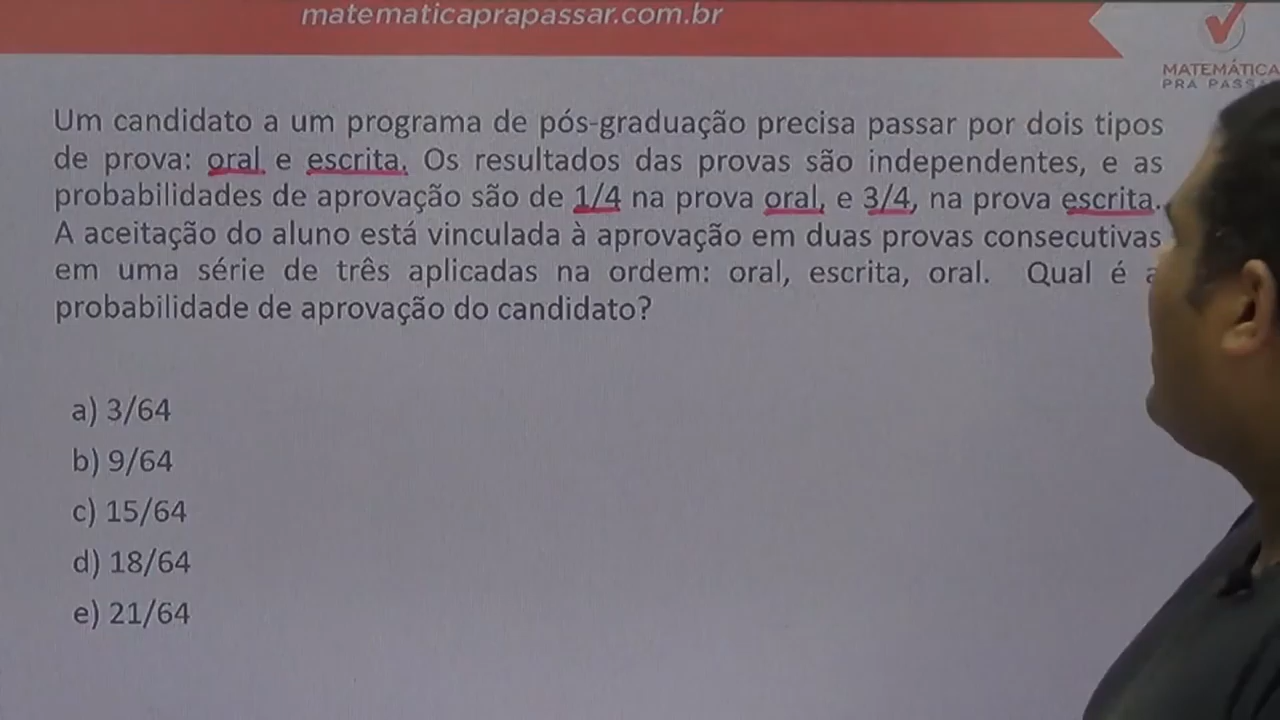 matematicaprapassar.com.br
MATEMÁTICA
PRA PASS
Um candidato a um programa de pós-graduação precisa passar por dois tipos
de prova: oral e escrita. Os resultados das provas são independentes, e as
probabilidades de aprovação são de 1/4 na prova oral, e 3/4, na prova escrita.
A aceitação do aluno está vinculada à aprovação em duas provas consecutivas
em uma série de três aplicadas na ordem: oral, escrita, oral. Qual é a
probabilidade de aprovação do candidato?
a) 3/64
b) 9/64
c) 15/64
d) 18/64
e) 21/64